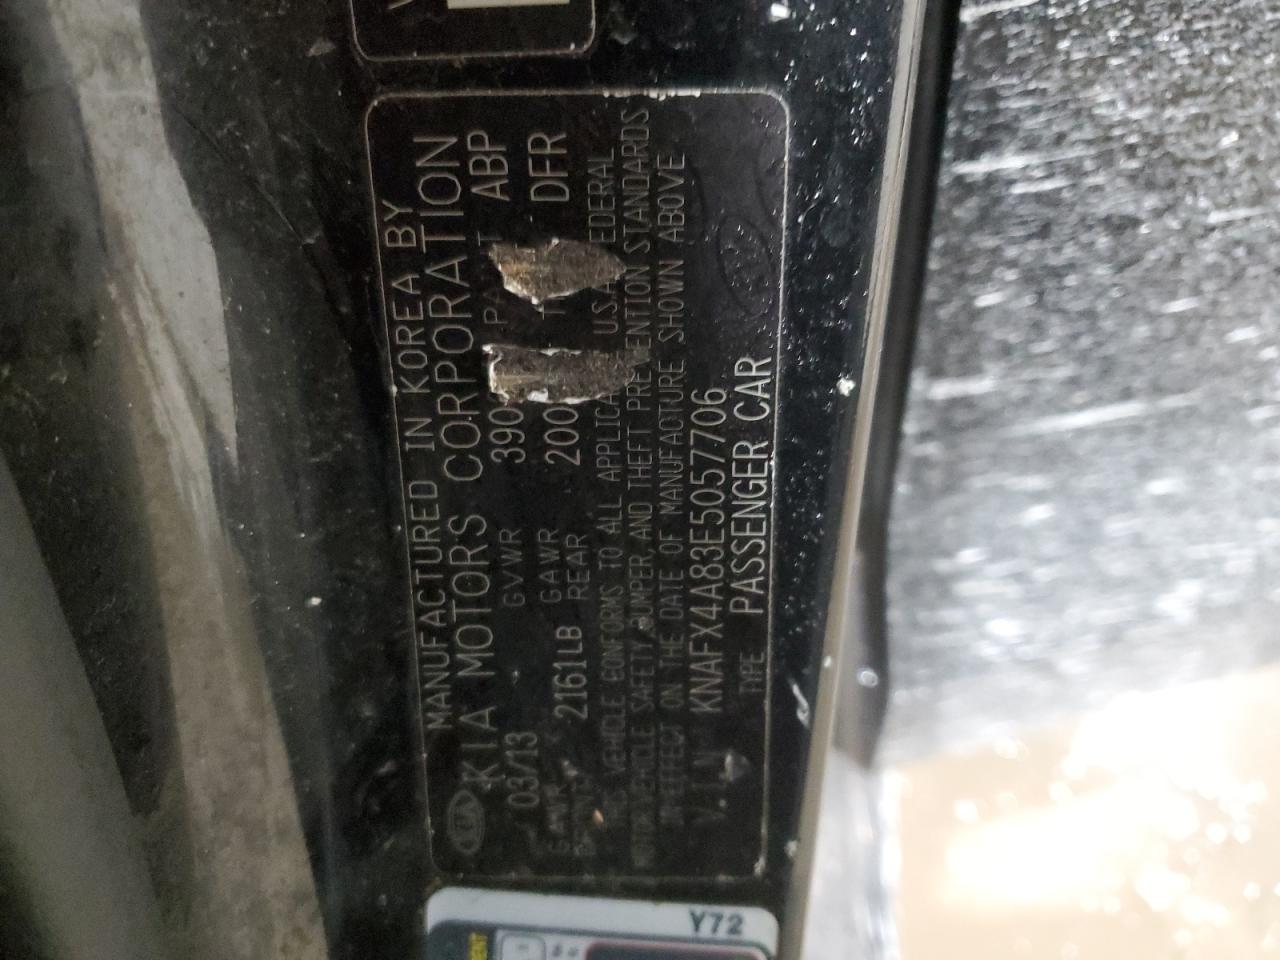 MANUFACTURED IN KOREA BY
KIA KIA MOTORS CORPORATION
03/13 GVWR 390 ABP
2161LB GAWR REAR 200 DFR
VEHICLE CONFORMS TO ALL U.S.A FEDERAL
MOTOR VEHICLE SAFETY, BUMPER, AND THEFT PREVENTION STANDARDS
IN EFFECT ON THE DATE OF MANUFACTURE SHOWN ABOVE
V.I.N KNAFX4A83E5057706
TYPE PASSENGER CAR
Y72